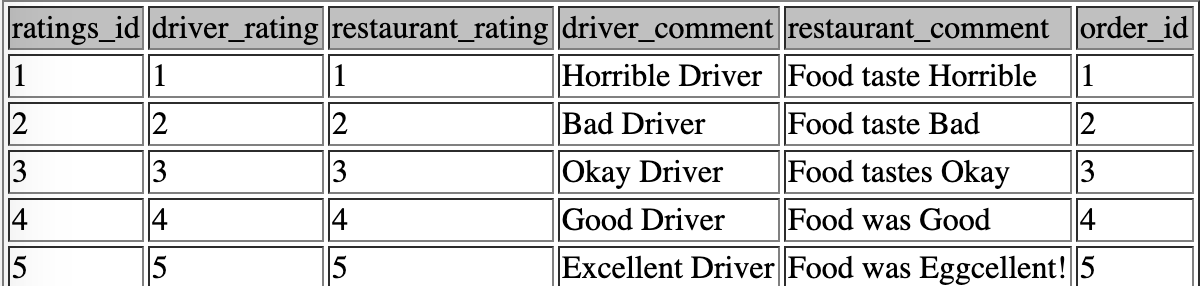 ratings_id driver_rating restaurant_rating driver_comment restaurant_comment order_id
1 1 1 Horrible Driver Food taste Horrible 1
2 2 2 Bad Driver Food taste Bad 2
3 3 3 Okay Driver Food tastes Okay 3
4 4 4 Good Driver Food was Good 4
5 5 5 Excellent Driver Food was Eggcellent! 5